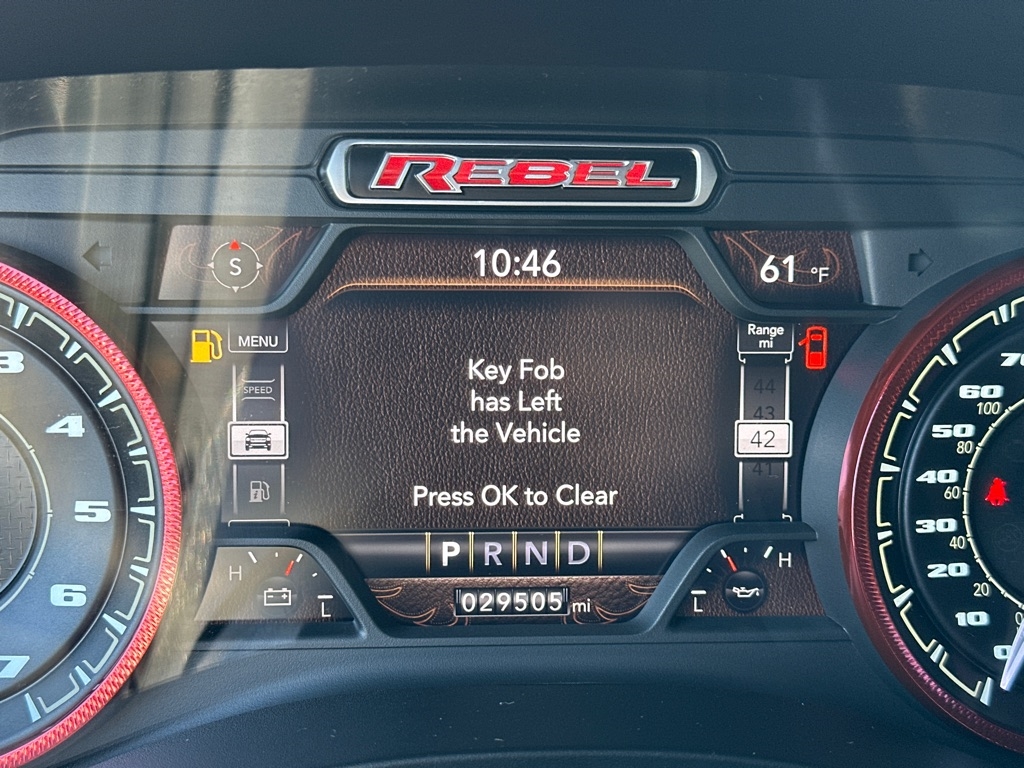 REBEL
S
10:46
61 °F
MENU
Range
mi
SPEED
44
43
42
41
Key Fob
has Left
the Vehicle
Press OK to Clear
P R N D
H
L
029505 mi
L
H
3
4
5
6
7
70
60
50
40
30
20
10
0
100
80
60
40
20
0